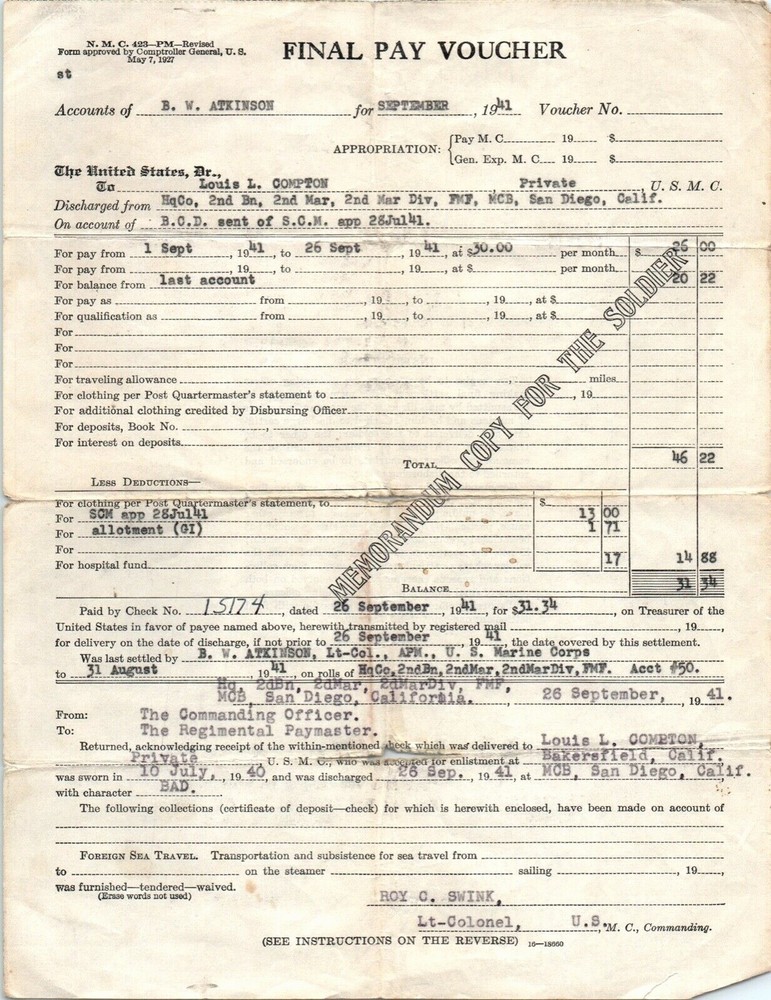 N. M. C. 423—PM—Revised
Form approved by Comptroller General, U. S.
May 7, 1927
FINAL PAY VOUCHER
st
Accounts of B. W. ATKINSON for SEPTEMBER, 1941 Voucher No.
APPROPRIATION: {Pay M. C. 19 $
Gen. Exp. M. C. 19 $
The United States, Dr.,
To Louis L. COMPTON Private, U. S. M. C.
Discharged from HqCo, 2nd Bn, 2nd Mar, 2nd Mar Div, FMF, MCB, San Diego, Calif.
On account of B.C.D. sent of S.C.M. app 28Jul41.
For pay from 1 Sept, 1941, to 26 Sept 1941, at $30.00 per month $ 26 00
For pay from, 19, to, 19, at $ per month
For balance from last account 20 22
For pay as from, 19, to, 19, at $
For qualification as from, 19, to, 19, at $
For
For
For
For traveling allowance, miles
For clothing per Post Quartermaster's statement to, 19
For additional clothing credited by Disbursing Officer
For deposits, Book No.,
For interest on deposits
TOTAL 46 22
LESS DEDUCTIONS—
For clothing per Post Quartermaster's statement, to $
For SCM app 28Jul41 13 00
For allotment (GI) 1 71
For
For hospital fund 17 14 88
BALANCE 31 34
MEMORANDUM COPY FOR THE SOLDIER
Paid by Check No. 15174, dated 26 September, 1941, for $31.34, on Treasurer of the
United States in favor of payee named above, herewith transmitted by registered mail, 19,
for delivery on the date of discharge, if not prior to 26 September 1941, the date covered by this settlement.
Was last settled by B. W. ATKINSON, Lt-Col., APM., U. S. Marine Corps
to 31 August 1941, on rolls of HqCo,2ndBn,2ndMar,2ndMarDiv,FMF. Acct #50.
Hq, 2dBn, 2dMar, 2dMarDiv, FMF,
MCB, San Diego, California. 26 September, 1941.
From: The Commanding Officer.
To: The Regimental Paymaster.
Returned, acknowledging receipt of the within-mentioned check which was delivered to Louis L. COMPTON,
Private U. S. M. C., who was accepted for enlistment at Bakersfield, Calif.
was sworn in 10 July, 1940, and was discharged 26 Sep., 1941, at MCB, San Diego, Calif.
with character BAD.
The following collections (certificate of deposit—check) for which is herewith enclosed, have been made on account of
FOREIGN SEA TRAVEL. Transportation and subsistence for sea travel from
to on the steamer sailing, 19,
was furnished—tendered—waived.
(Erase words not used)
ROY C. SWINK,
Lt-Colonel, U.S. M. C., Commanding.
(SEE INSTRUCTIONS ON THE REVERSE) 16—18660